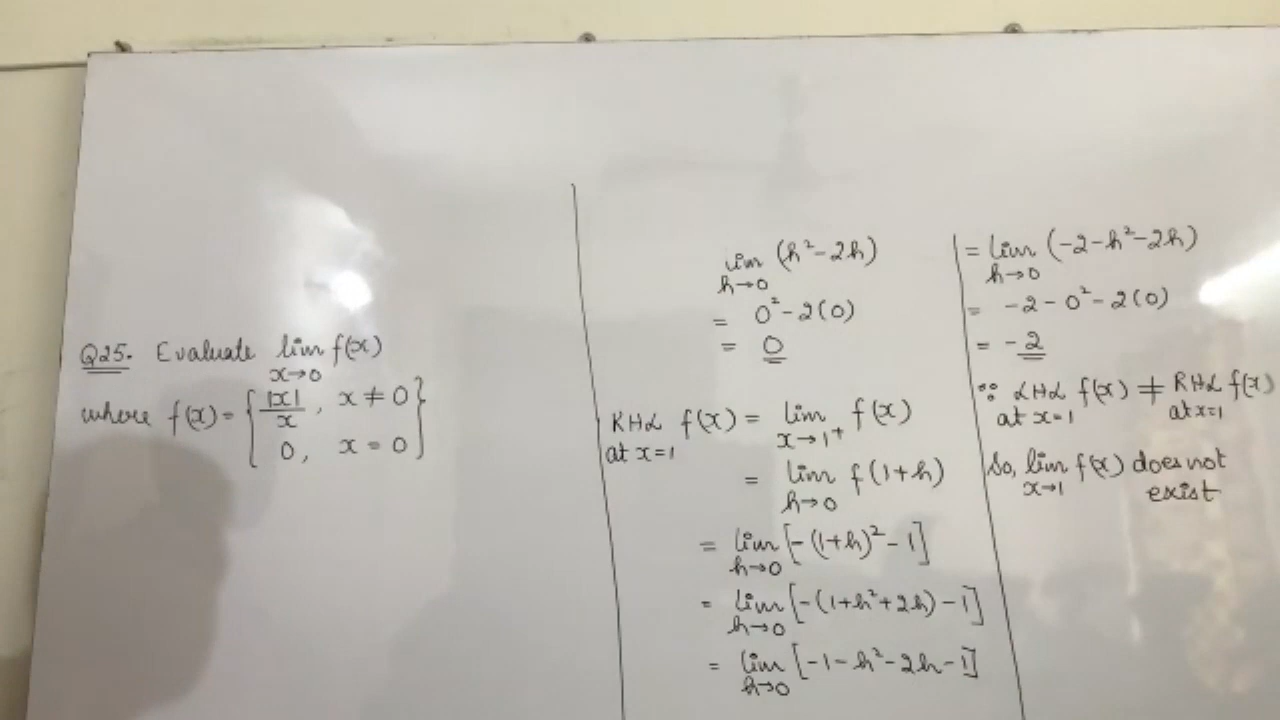 Q25. Evaluate lim f(x)
x→0
where f(x) = { |x|/x , x ≠ 0
0, x = 0 }
lim (h²-2h)
h→0
= 0²-2(0)
= 0
RHL f(x) = lim f(x)
at x=1 x→1⁺
= lim f(1+h)
h→0
= lim [-(1+h)²-1]
h→0
= lim [-(1+h²+2h)-1]
h→0
= lim [-1-h²-2h-1]
h→0
= lim (-2-h²-2h)
h→0
= -2-0²-2(0)
= -2
∵ LHL f(x) ≠ RHL f(x)
at x=1 at x=1
So, lim f(x) does not
x→1 exist